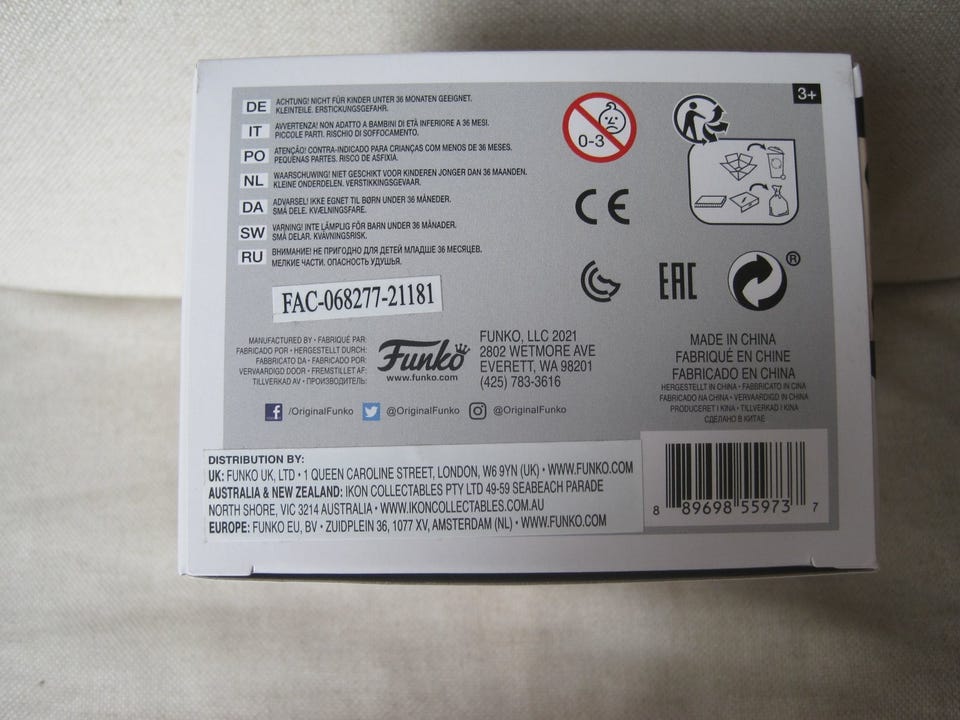 DE ACHTUNG! NICHT FÜR KINDER UNTER 36 MONATEN GEEIGNET.
KLEINTEILE. ERSTICKUNGSGEFAHR.
IT AVVERTENZA! NON ADATTO A BAMBINI DI ETÀ INFERIORE A 36 MESI.
PICCOLE PARTI. RISCHIO DI SOFFOCAMENTO.
PO ATENÇÃO! CONTRA-INDICADO PARA CRIANÇAS COM MENOS DE 36 MESES.
PEQUENAS PARTES. RISCO DE ASFIXIA.
NL WAARSCHUWING! NIET GESCHIKT VOOR KINDEREN JONGER DAN 36 MAANDEN.
KLEINE ONDERDELEN. VERSTIKKINGSGEVAAR.
DA ADVARSEL! IKKE EGNET TIL BØRN UNDER 36 MÅNEDER.
SMÅ DELE. KVÆLNINGSFARE.
SW VARNING! INTE LÄMPLIG FÖR BARN UNDER 36 MÅNADER.
SMÅ DELAR. KVÄVNINGSRISK.
RU ВНИМАНИЕ! НЕ ПРИГОДНО ДЛЯ ДЕТЕЙ МЛАДШЕ 36 МЕСЯЦЕВ.
МЕЛКИЕ ЧАСТИ. ОПАСНОСТЬ УДУШЬЯ.
0-3
3+
CE
EAC
®
FAC-068277-21181
MANUFACTURED BY • FABRIQUÉ PAR:
FABRICADO POR • HERGESTELLT DURCH:
FABBRICATO DA • FABRICADO POR:
VERVAARDIGD DOOR • FREMSTILLET AF:
TILLVERKAD AV • ПРОИЗВОДИТЕЛЬ:
Funko
www.funko.com
FUNKO, LLC 2021
2802 WETMORE AVE
EVERETT, WA 98201
(425) 783-3616
MADE IN CHINA
FABRIQUÉ EN CHINE
FABRICADO EN CHINA
HERGESTELLT IN CHINA • FABBRICATO IN CINA
FABRICADO NA CHINA • VERVAARDIGD IN CHINA
PRODUCERET I KINA • TILLVERKAD I KINA
СДЕЛАНО В КИТАЕ
f /OriginalFunko @OriginalFunko @OriginalFunko
DISTRIBUTION BY:
UK: FUNKO UK, LTD • 1 QUEEN CAROLINE STREET, LONDON, W6 9YN (UK) • WWW.FUNKO.COM
AUSTRALIA & NEW ZEALAND: IKON COLLECTABLES PTY LTD 49-59 SEABEACH PARADE
NORTH SHORE, VIC 3214 AUSTRALIA • WWW.IKONCOLLECTABLES.COM.AU
EUROPE: FUNKO EU, BV • ZUIDPLEIN 36, 1077 XV, AMSTERDAM (NL) • WWW.FUNKO.COM
8 89698 55973 7